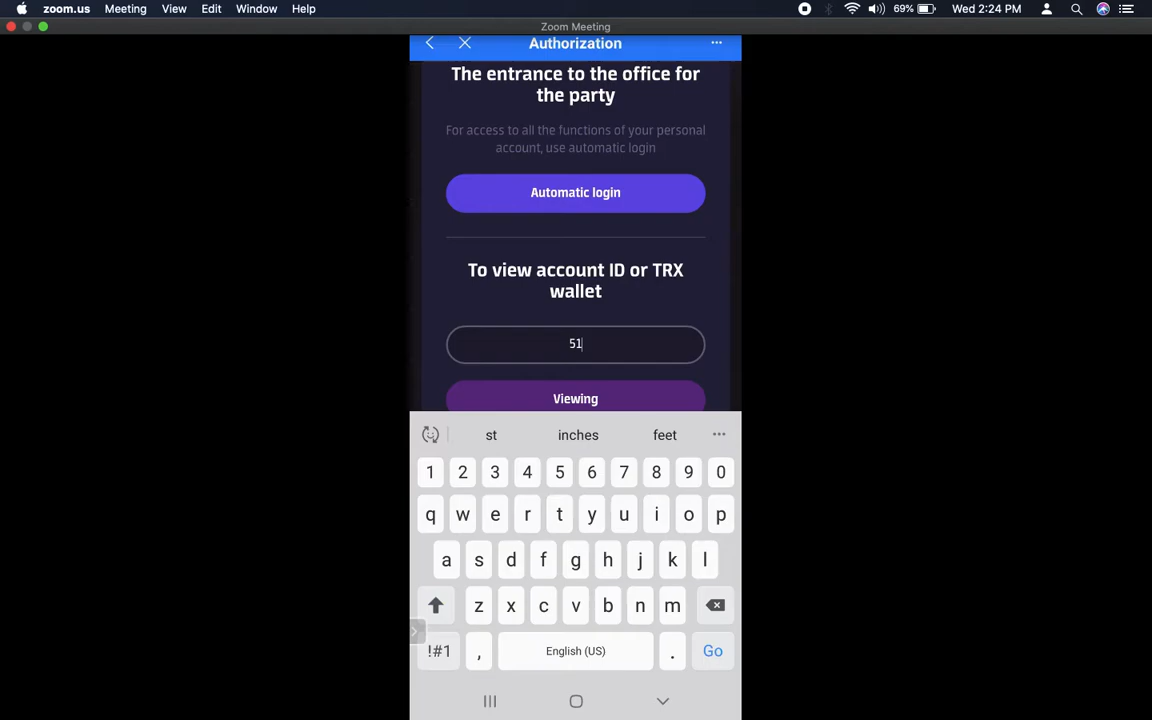 zoom.us Meeting View Edit Window Help 69% Wed 2:24 PM
Zoom Meeting
Authorization
The entrance to the office for
the party
For access to all the functions of your personal
account, use automatic login
Automatic login
To view account ID or TRX
wallet
51
Viewing
st inches feet
1 2 3 4 5 6 7 8 9 0
q w e r t y u i o p
a s d f g h j k l
z x c v b n m
!#1 , English (US) . Go